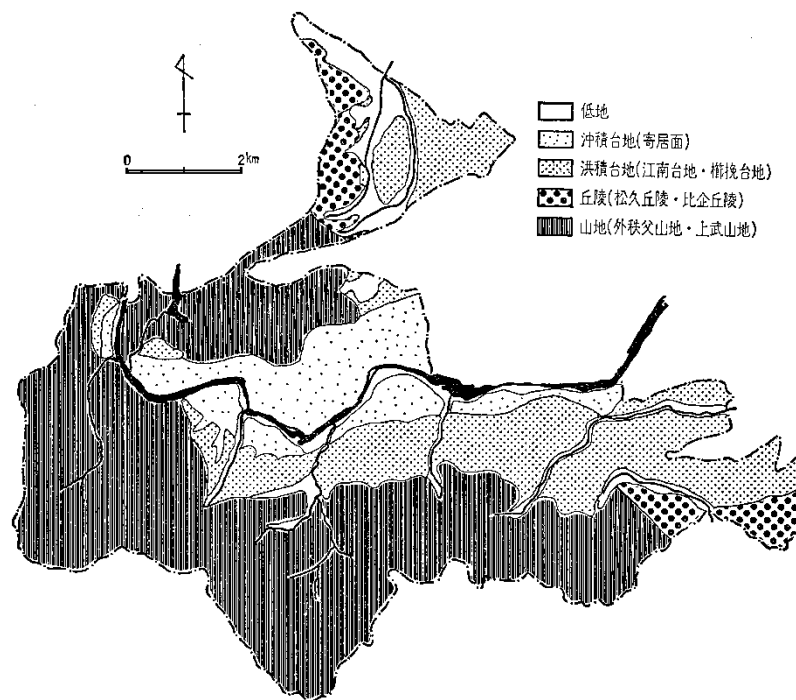 0 2km
低地
沖積台地(寄居面)
洪積台地(江南台地・櫛挽台地)
丘陵(松久丘陵・比企丘陵)
山地(外秩父山地・上武山地)